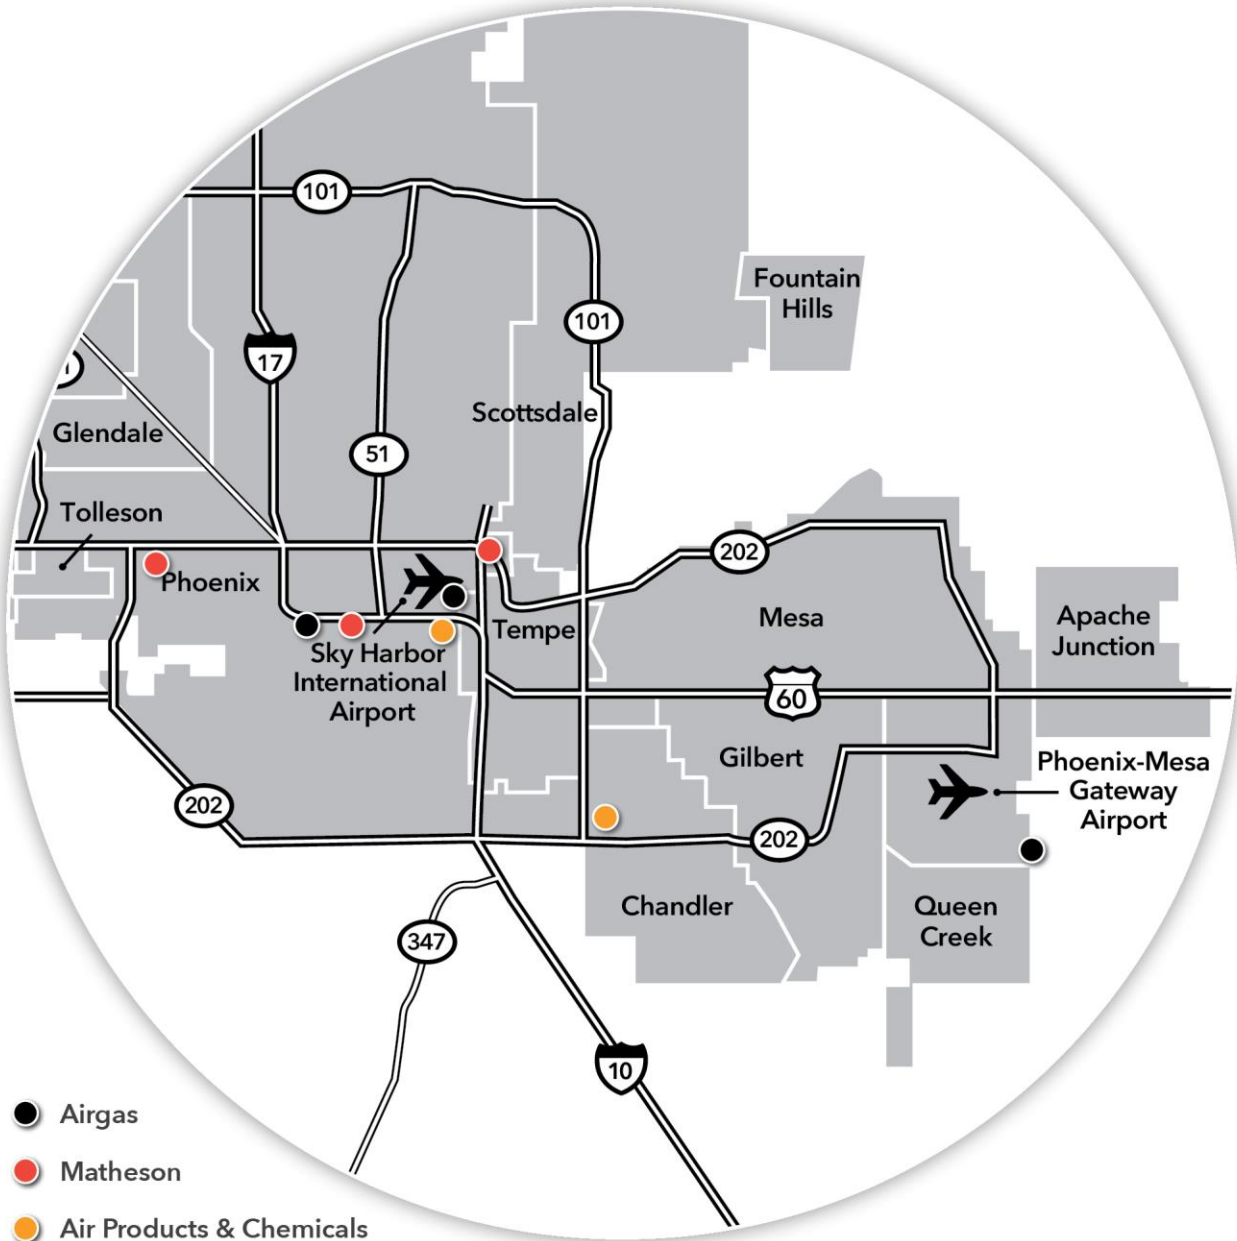 101
Fountain
Hills
101
17
1
Scottsdale
Glendale
51
Tolleson
202
Phoenix
Mesa
Apache
Junction
Tempe
Sky Harbor
International
Airport
60
Gilbert
Phoenix-Mesa
Gateway
Airport
202
202
Chandler
Queen
Creek
347
10
Airgas
Matheson
Air Products & Chemicals